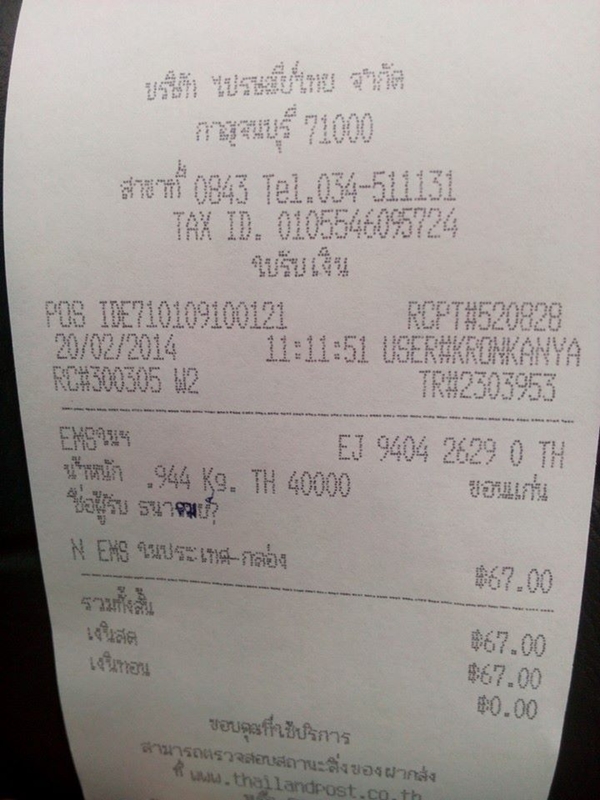 บริษัท ไปรษณีย์ไทย จำกัด
กาญจนบุรี 71000
สาขาที่ 0843 Tel.034-511131
TAX ID. 0105546095724
ใบรับเงิน
POS IDE710109100121 RCPT#520828
20/02/2014 11:11:51 USER#KRONKANYA
RC#300305 W2 TR#2303953
EMSในฯ EJ 9404 2629 0 TH
น้ำหนัก .944 Kg. TH 40000 ขอนแก่น
ชื่อผู้รับ
N EMS ในประเทศ-กล่อง ฿67.00
รวมทั้งสิ้น ฿67.00
เงินสด ฿67.00
เงินทอน ฿0.00
ขอบคุณที่ใช้บริการ
สามารถตรวจสอบสถานะสิ่งของฝากส่ง
ที่ www.thailandpost.co.th